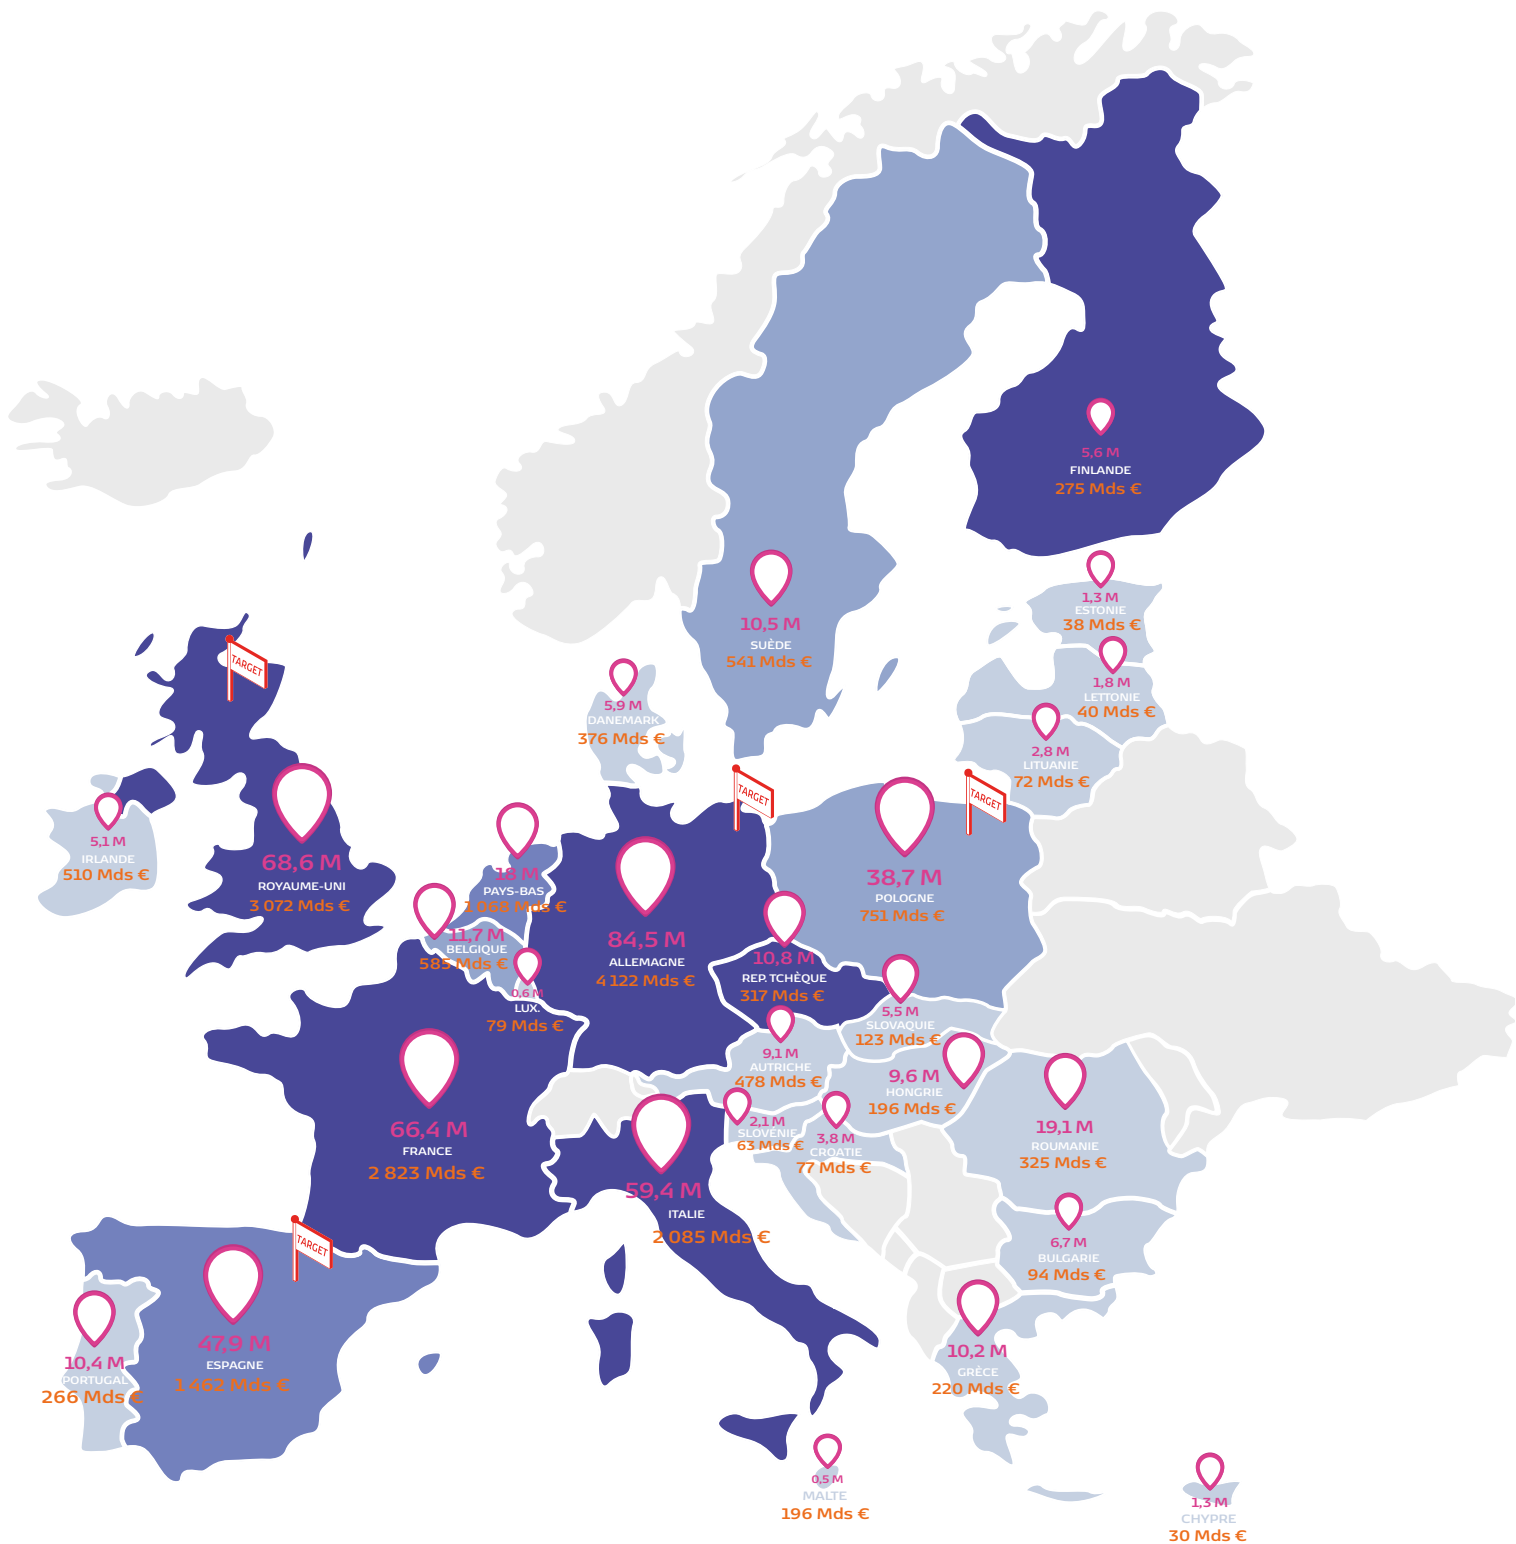 5,6 M
FINLANDE
275 Mds €
1,3 M
ESTONIE
38 Mds €
10,5 M
SUÈDE
541 Mds €
TARGET
1,8 M
LETTONIE
40 Mds €
5,9 M
DANEMARK
376 Mds €
2,8 M
LITUANIE
72 Mds €
TARGET
TARGET
5,1 M
IRLANDE
510 Mds €
68,6 M
ROYAUME-UNI
3 072 Mds €
18 M
PAYS-BAS
1 068 Mds €
38,7 M
POLOGNE
751 Mds €
11,7 M
BELGIQUE
585 Mds €
84,5 M
ALLEMAGNE
4 122 Mds €
10,8 M
REP. TCHÈQUE
317 Mds €
0,6 M
LUX.
79 Mds €
5,5 M
SLOVAQUIE
123 Mds €
9,1 M
AUTRICHE
478 Mds €
9,6 M
HONGRIE
196 Mds €
66,4 M
FRANCE
2 823 Mds €
2,1 M
SLOVÉNIE
63 Mds €
3,8 M
CROATIE
77 Mds €
19,1 M
ROUMANIE
325 Mds €
59,4 M
ITALIE
2 085 Mds €
TARGET
6,7 M
BULGARIE
94 Mds €
47,9 M
ESPAGNE
1 462 Mds €
10,4 M
PORTUGAL
266 Mds €
10,2 M
GRÈCE
220 Mds €
0,5 M
MALTE
196 Mds €
1,3 M
CHYPRE
30 Mds €